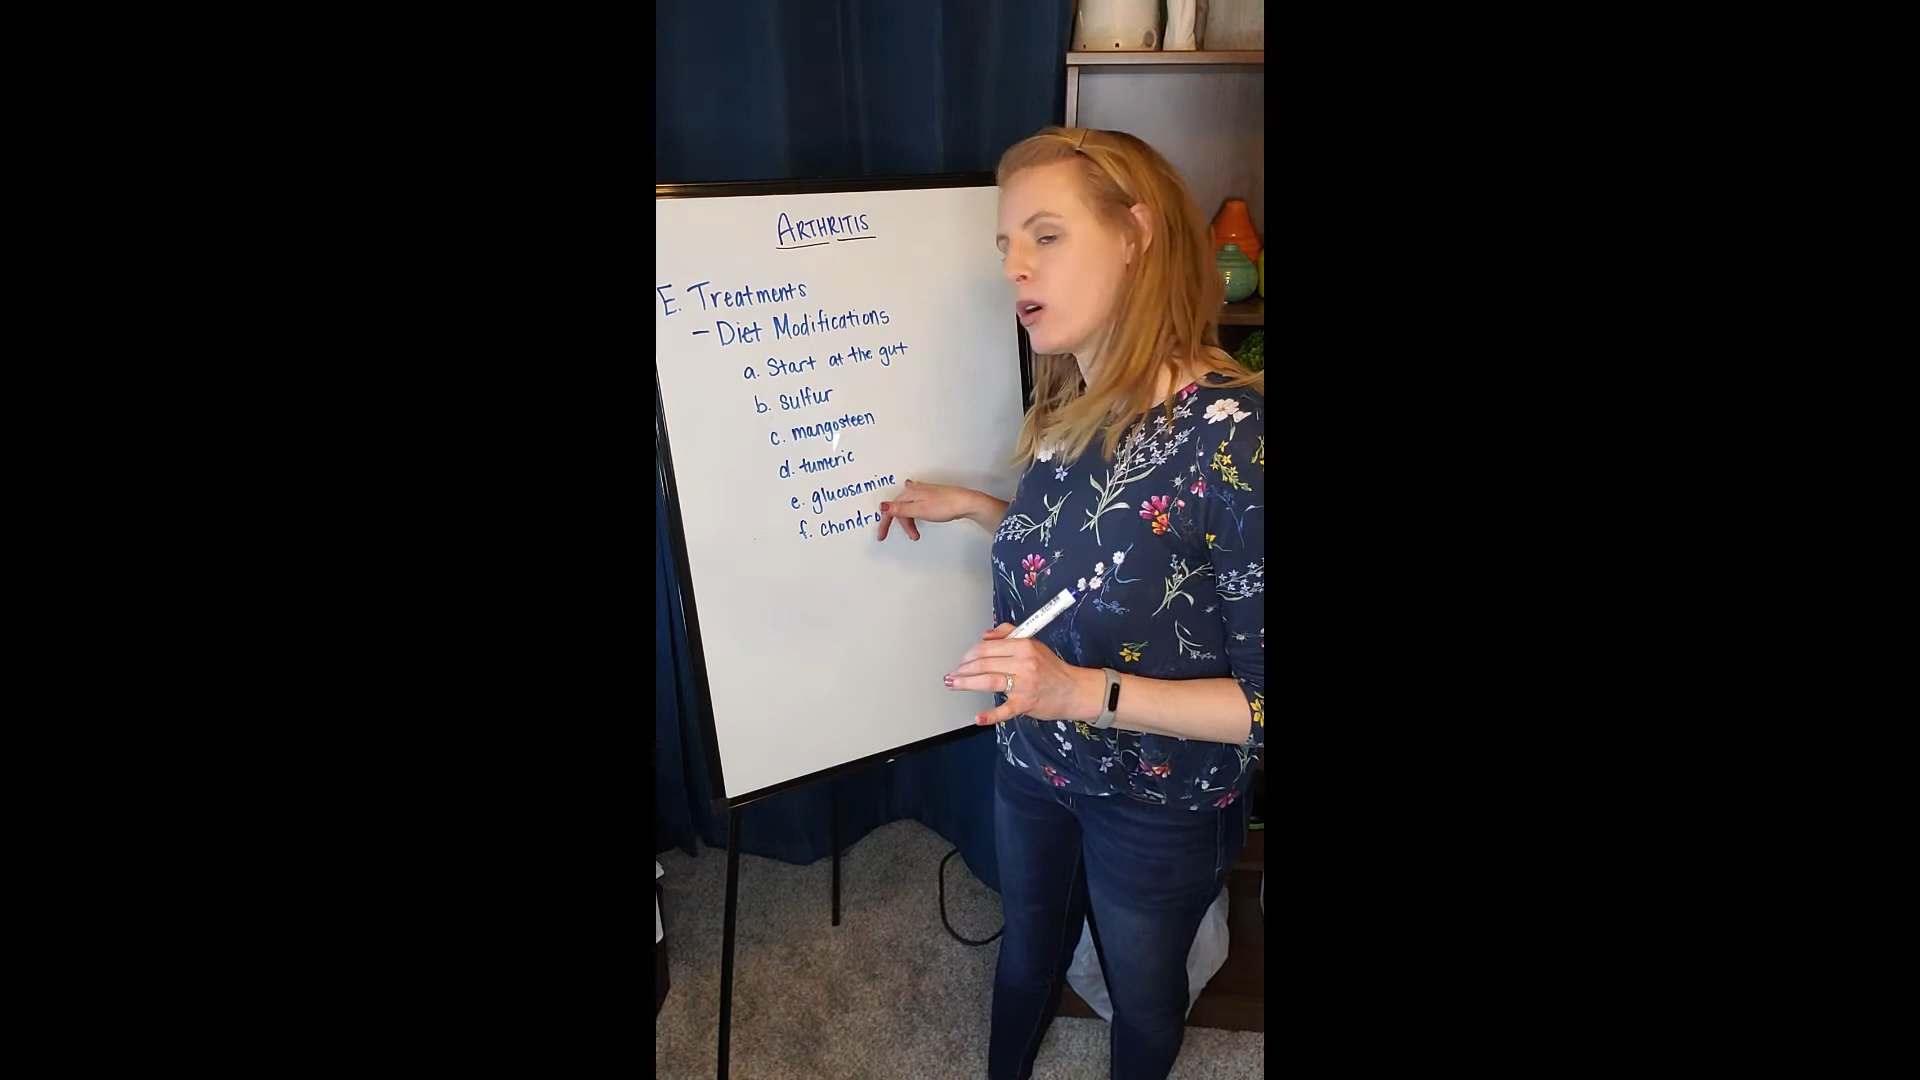 ARTHRITIS
E. Treatments
- Diet Modifications
a. Start at the gut
b. sulfur
c. mangosteen
d. tumeric
e. glucosamine
f. chondro